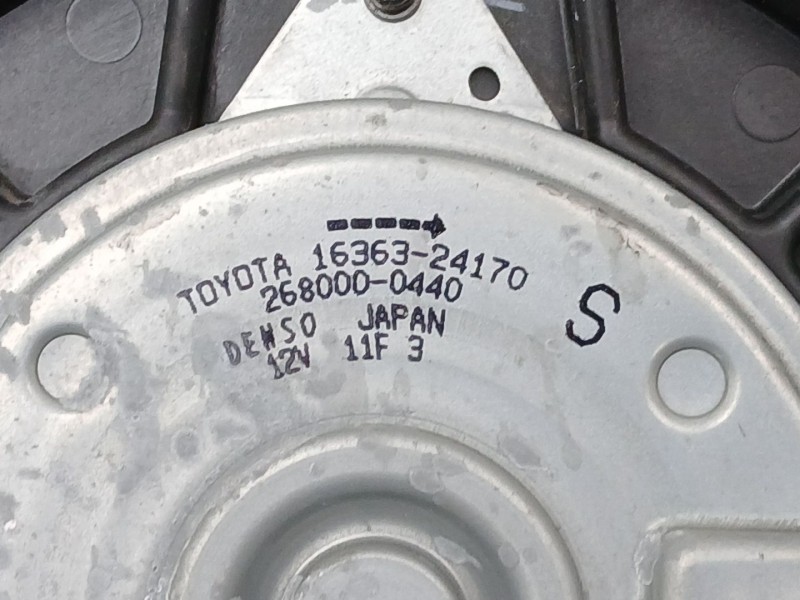 TOYOTA 16363-24170
268000-0440
DENSO JAPAN
12V 11F 3
S